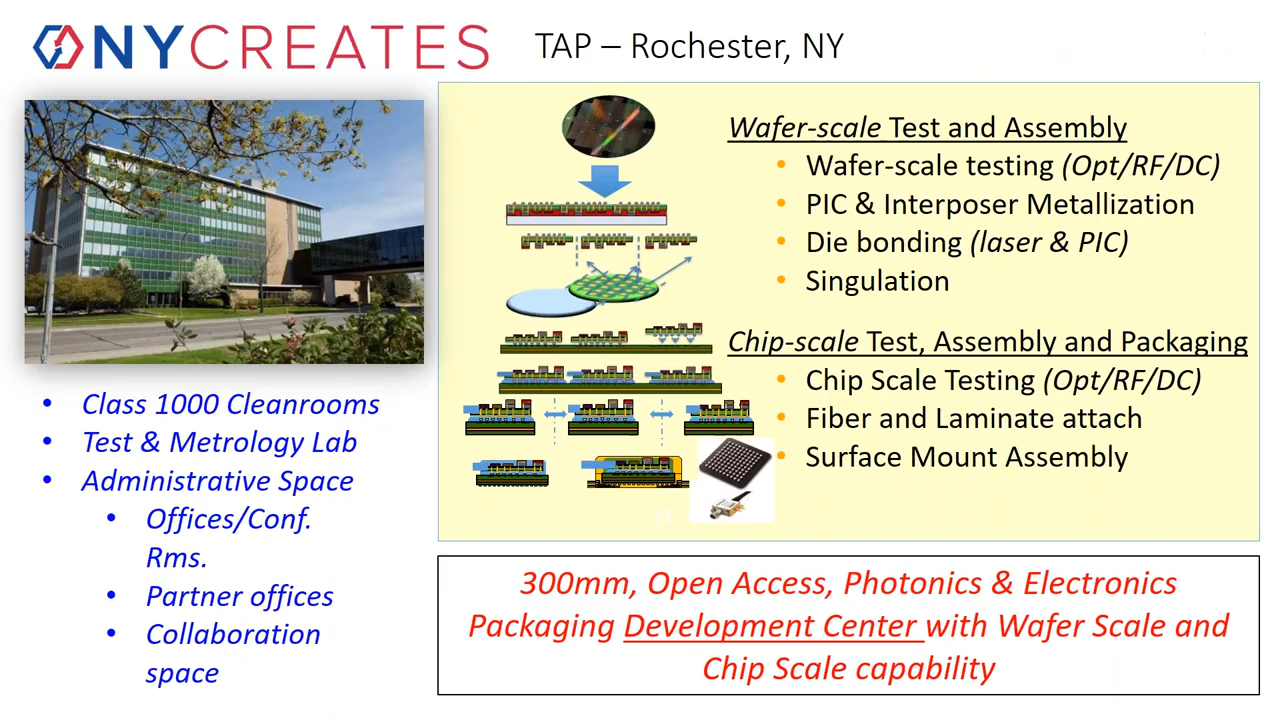 NYCREATES
TAP – Rochester, NY
• Class 1000 Cleanrooms
• Test & Metrology Lab
• Administrative Space
• Offices/Conf.
Rms.
• Partner offices
• Collaboration
space
Wafer-scale Test and Assembly
• Wafer-scale testing (Opt/RF/DC)
• PIC & Interposer Metallization
• Die bonding (laser & PIC)
• Singulation
Chip-scale Test, Assembly and Packaging
• Chip Scale Testing (Opt/RF/DC)
• Fiber and Laminate attach
• Surface Mount Assembly
300mm, Open Access, Photonics & Electronics
Packaging Development Center with Wafer Scale and
Chip Scale capability